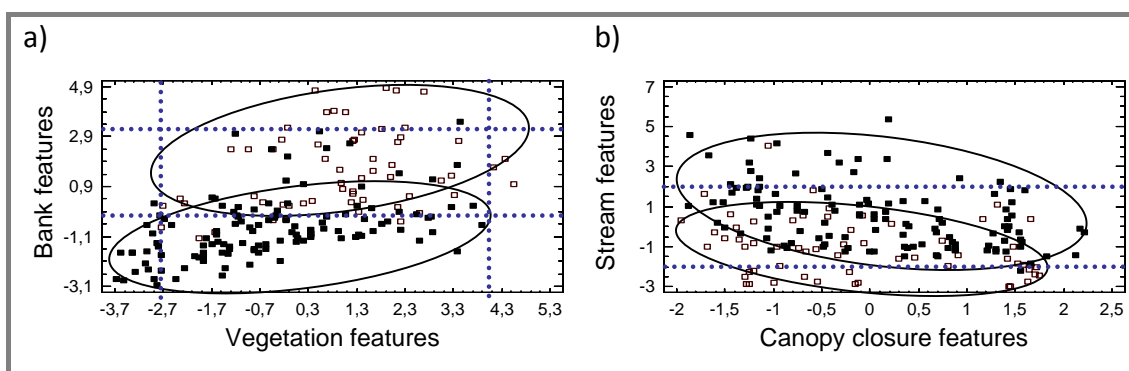 a)
4,9
2,9
0,9
-1,1
-3,1
Bank features
-3,7 -2,7 -1,7 -0,7 0,3 1,3 2,3 3,3 4,3 5,3
Vegetation features
b)
7
5
3
1
-1
-3
Stream features
-2 -1,5 -1 -0,5 0 0,5 1 1,5 2 2,5
Canopy closure features